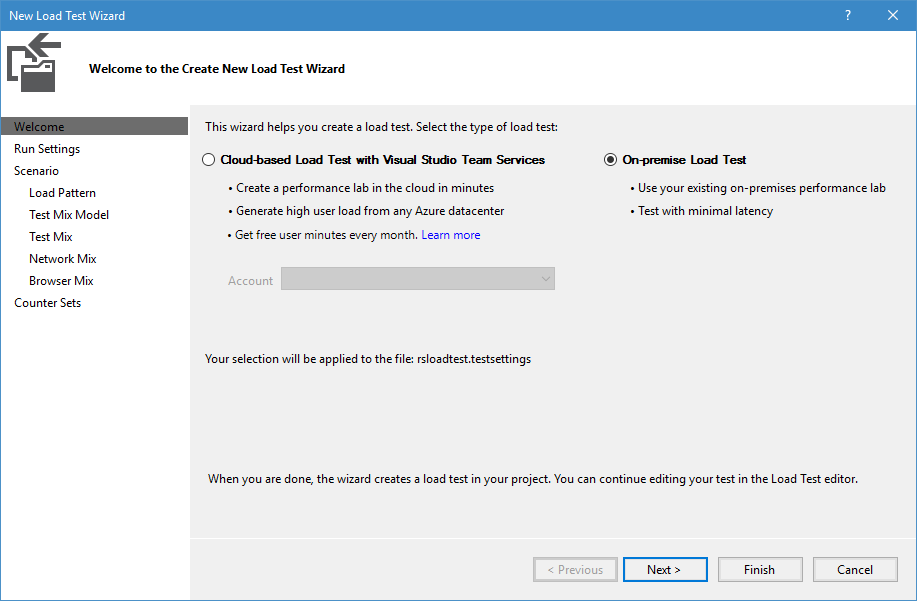 New Load Test Wizard
?
Welcome to the Create New Load Test Wizard
Welcome
Run Settings
Scenario
Load Pattern
Test Mix Model
Test Mix
Network Mix
Browser Mix
Counter Sets
This wizard helps you create a load test. Select the type of load test:
Cloud-based Load Test with Visual Studio Team Services
• Create a performance lab in the cloud in minutes
• Generate high user load from any Azure datacenter
• Get free user minutes every month. Learn more
Account
On-premise Load Test
• Use your existing on-premises performance lab
• Test with minimal latency
Your selection will be applied to the file: rsloadtest.testsettings
When you are done, the wizard creates a load test in your project. You can continue editing your test in the Load Test editor.
< Previous
Next >
Finish
Cancel